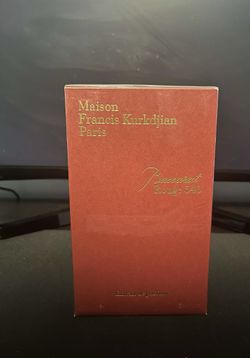 Maison
Francis Kurkdjian
Paris
Baccarat
Rouge 540